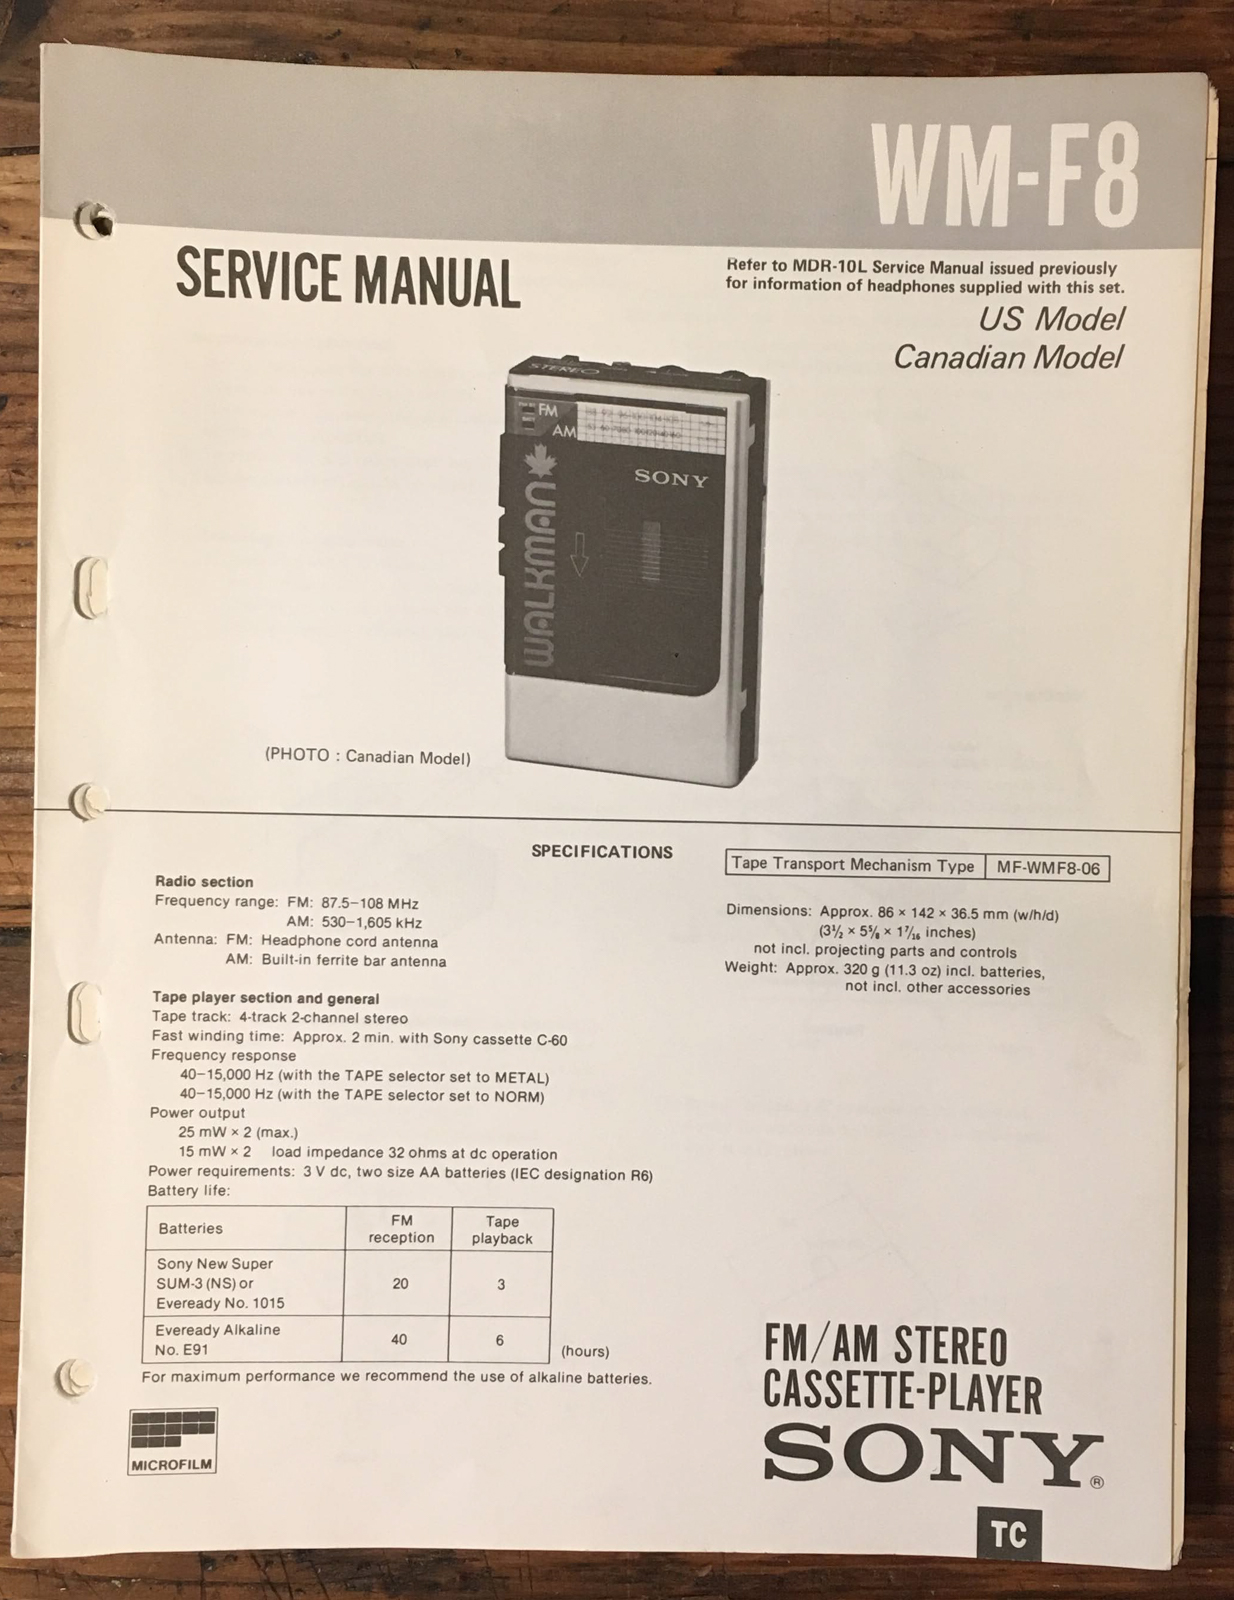 WM-F8
SERVICE MANUAL
Refer to MDR-10L Service Manual issued previously
for information of headphones supplied with this set.
US Model
Canadian Model
STEREO
FM
AM
SONY
WALKMAN
(PHOTO : Canadian Model)
SPECIFICATIONS
Radio section
Frequency range: FM: 87.5–108 MHz
AM: 530–1,605 kHz
Antenna: FM: Headphone cord antenna
AM: Built-in ferrite bar antenna
Tape player section and general
Tape track: 4-track 2-channel stereo
Fast winding time: Approx. 2 min. with Sony cassette C-60
Frequency response
40–15,000 Hz (with the TAPE selector set to METAL)
40–15,000 Hz (with the TAPE selector set to NORM)
Power output
25 mW × 2 (max.)
15 mW × 2 load impedance 32 ohms at dc operation
Power requirements: 3 V dc, two size AA batteries (IEC designation R6)
Battery life:
Batteries
FM
reception
Tape
playback
Sony New Super
SUM-3 (NS) or
Eveready No. 1015
20
3
Eveready Alkaline
No. E91
40
6
(hours)
For maximum performance we recommend the use of alkaline batteries.
MICROFILM
Tape Transport Mechanism Type MF-WMF8-06
Dimensions: Approx. 86 × 142 × 36.5 mm (w/h/d)
(3½ × 5⅝ × 1⁷⁄₁₆ inches)
not incl. projecting parts and controls
Weight: Approx. 320 g (11.3 oz) incl. batteries,
not incl. other accessories
FM/AM STEREO
CASSETTE-PLAYER
SONY®
TC